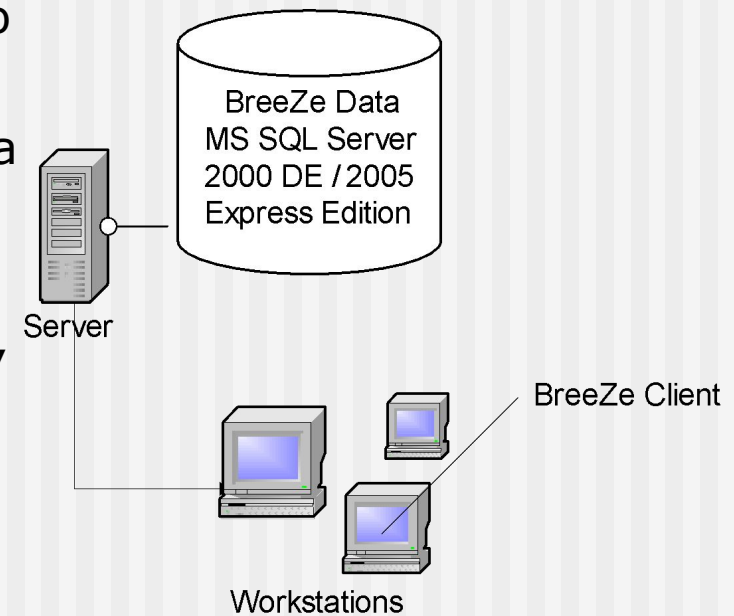 BreeZe Data
MS SQL Server
2000 DE / 2005
Express Edition
Server
BreeZe Client
Workstations